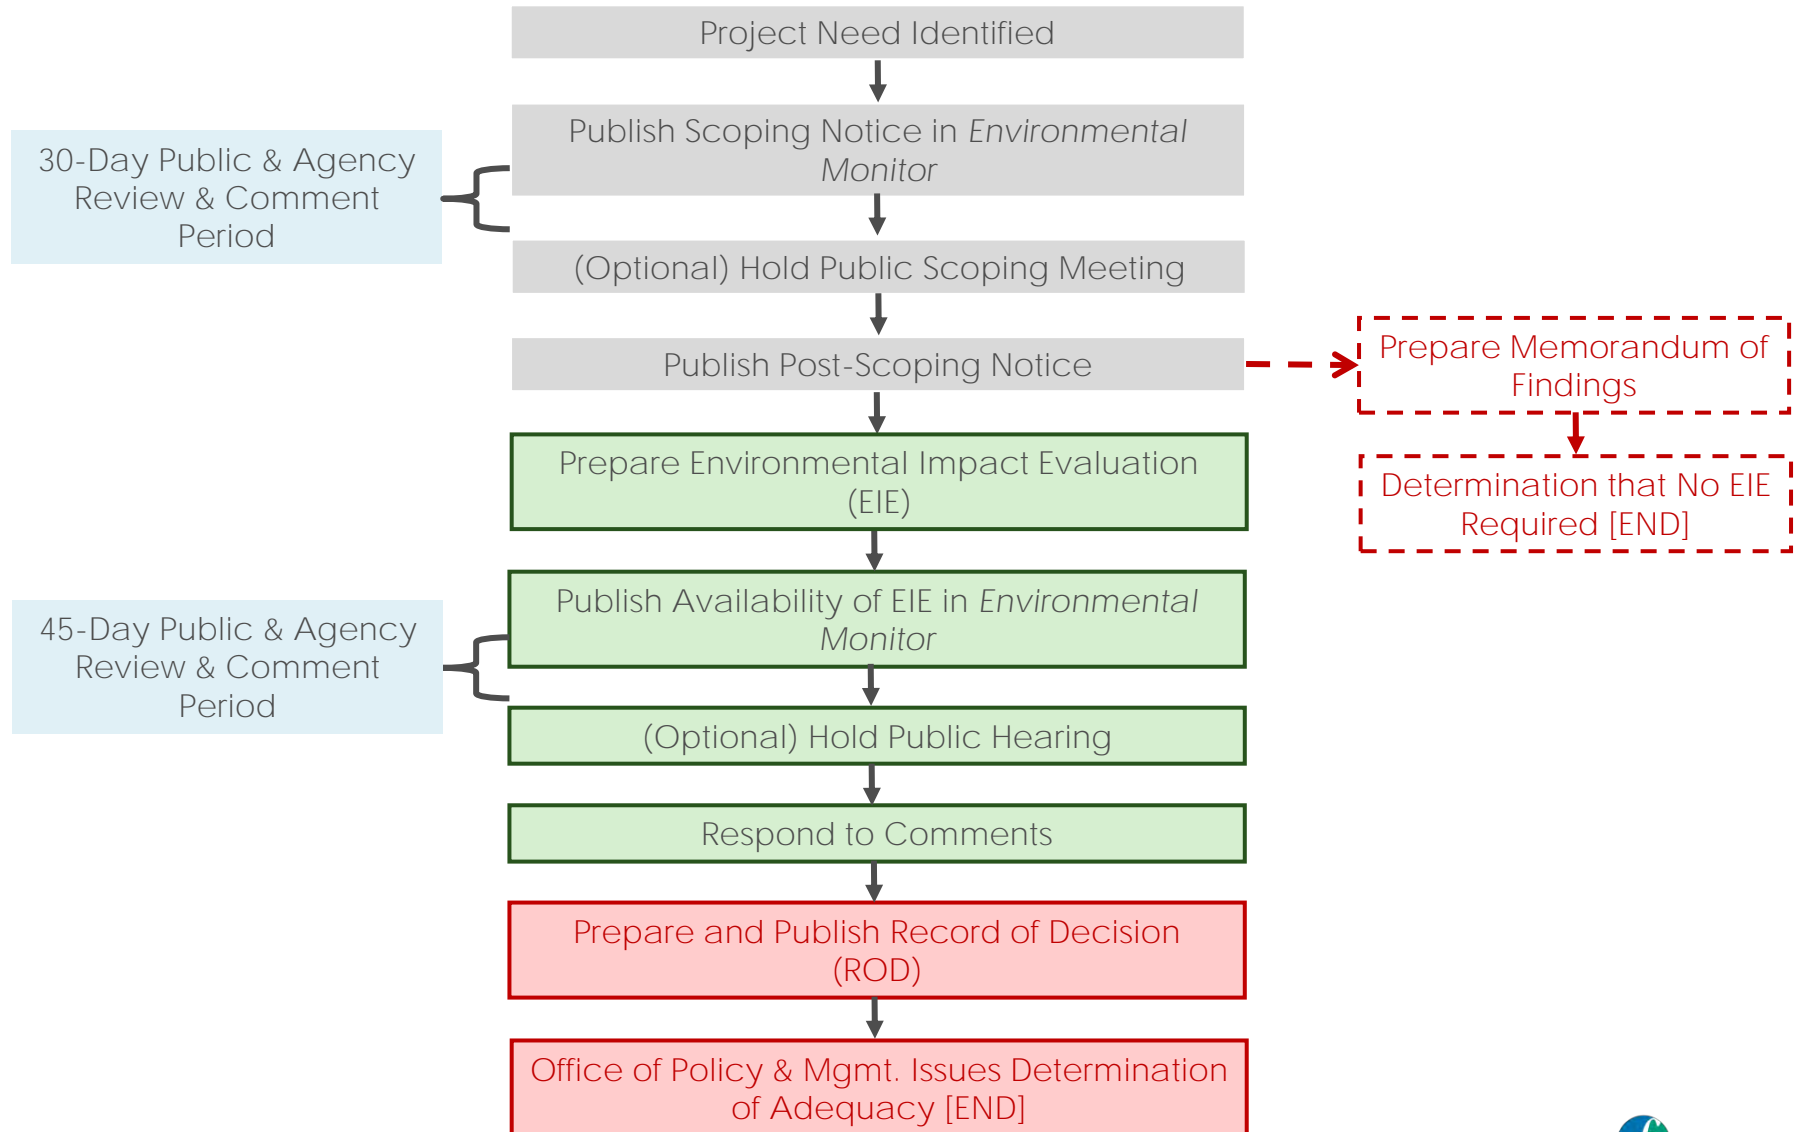 Project Need Identified
Publish Scoping Notice in Environmental
Monitor
30-Day Public & Agency
Review & Comment
Period
(Optional) Hold Public Scoping Meeting
Publish Post-Scoping Notice
Prepare Memorandum of
Findings
Determination that No EIE
Required [END]
Prepare Environmental Impact Evaluation
(EIE)
Publish Availability of EIE in Environmental
Monitor
45-Day Public & Agency
Review & Comment
Period
(Optional) Hold Public Hearing
Respond to Comments
Prepare and Publish Record of Decision
(ROD)
Office of Policy & Mgmt. Issues Determination
of Adequacy [END]